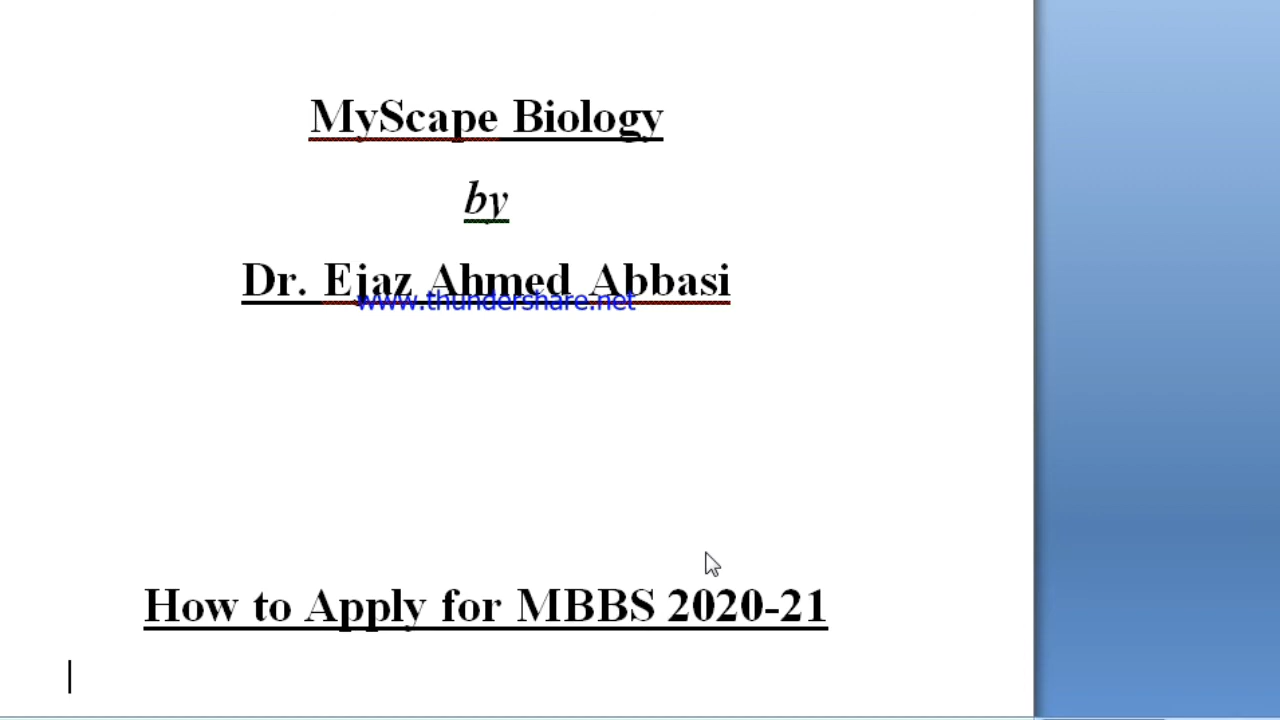 MyScape Biology
by
Dr. Ejaz Ahmed Abbasi
www.thundershare.net
How to Apply for MBBS 2020-21